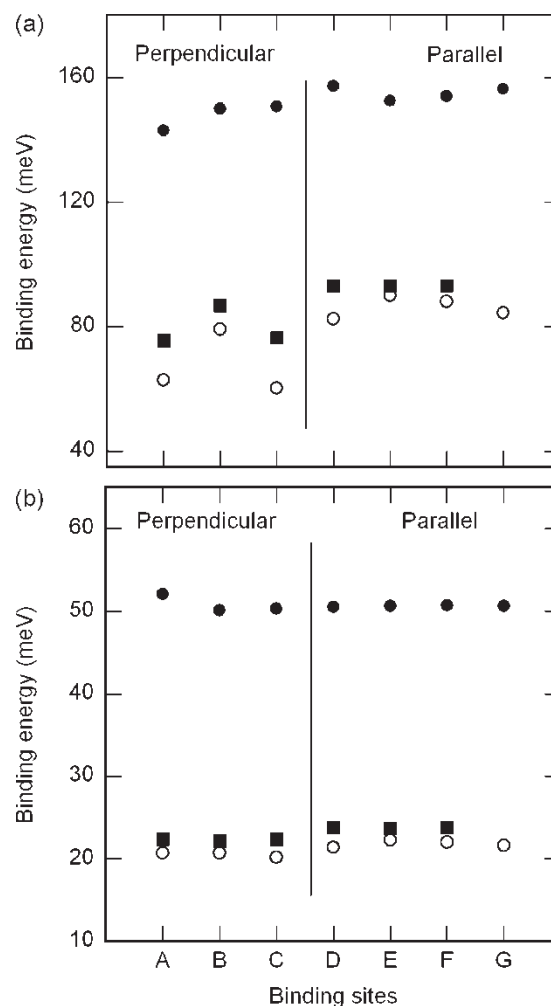 (a)
Perpendicular Parallel
160
120
80
40
Binding energy (meV)
(b)
Perpendicular Parallel
60
50
40
30
20
10
Binding energy (meV)
A B C D E F G
Binding sites